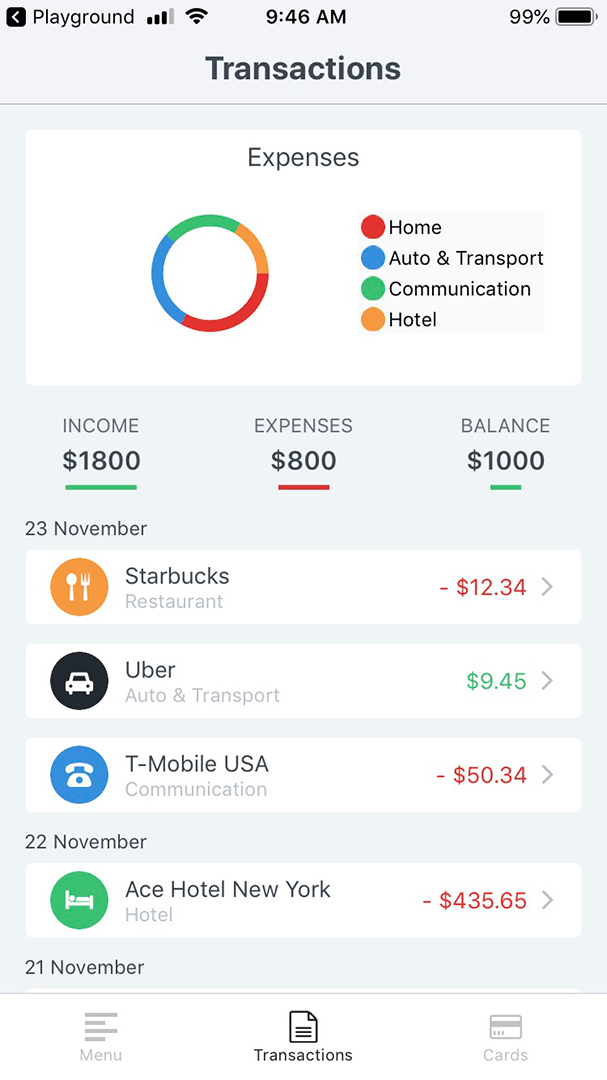 Playground 9:46 AM 99%
Transactions
Expenses
Home
Auto & Transport
Communication
Hotel
INCOME EXPENSES BALANCE
$1800 $800 $1000
23 November
Starbucks
Restaurant
- $12.34
Uber
Auto & Transport
$9.45
T-Mobile USA
Communication
- $50.34
22 November
Ace Hotel New York
Hotel
- $435.65
21 November
Menu Transactions Cards